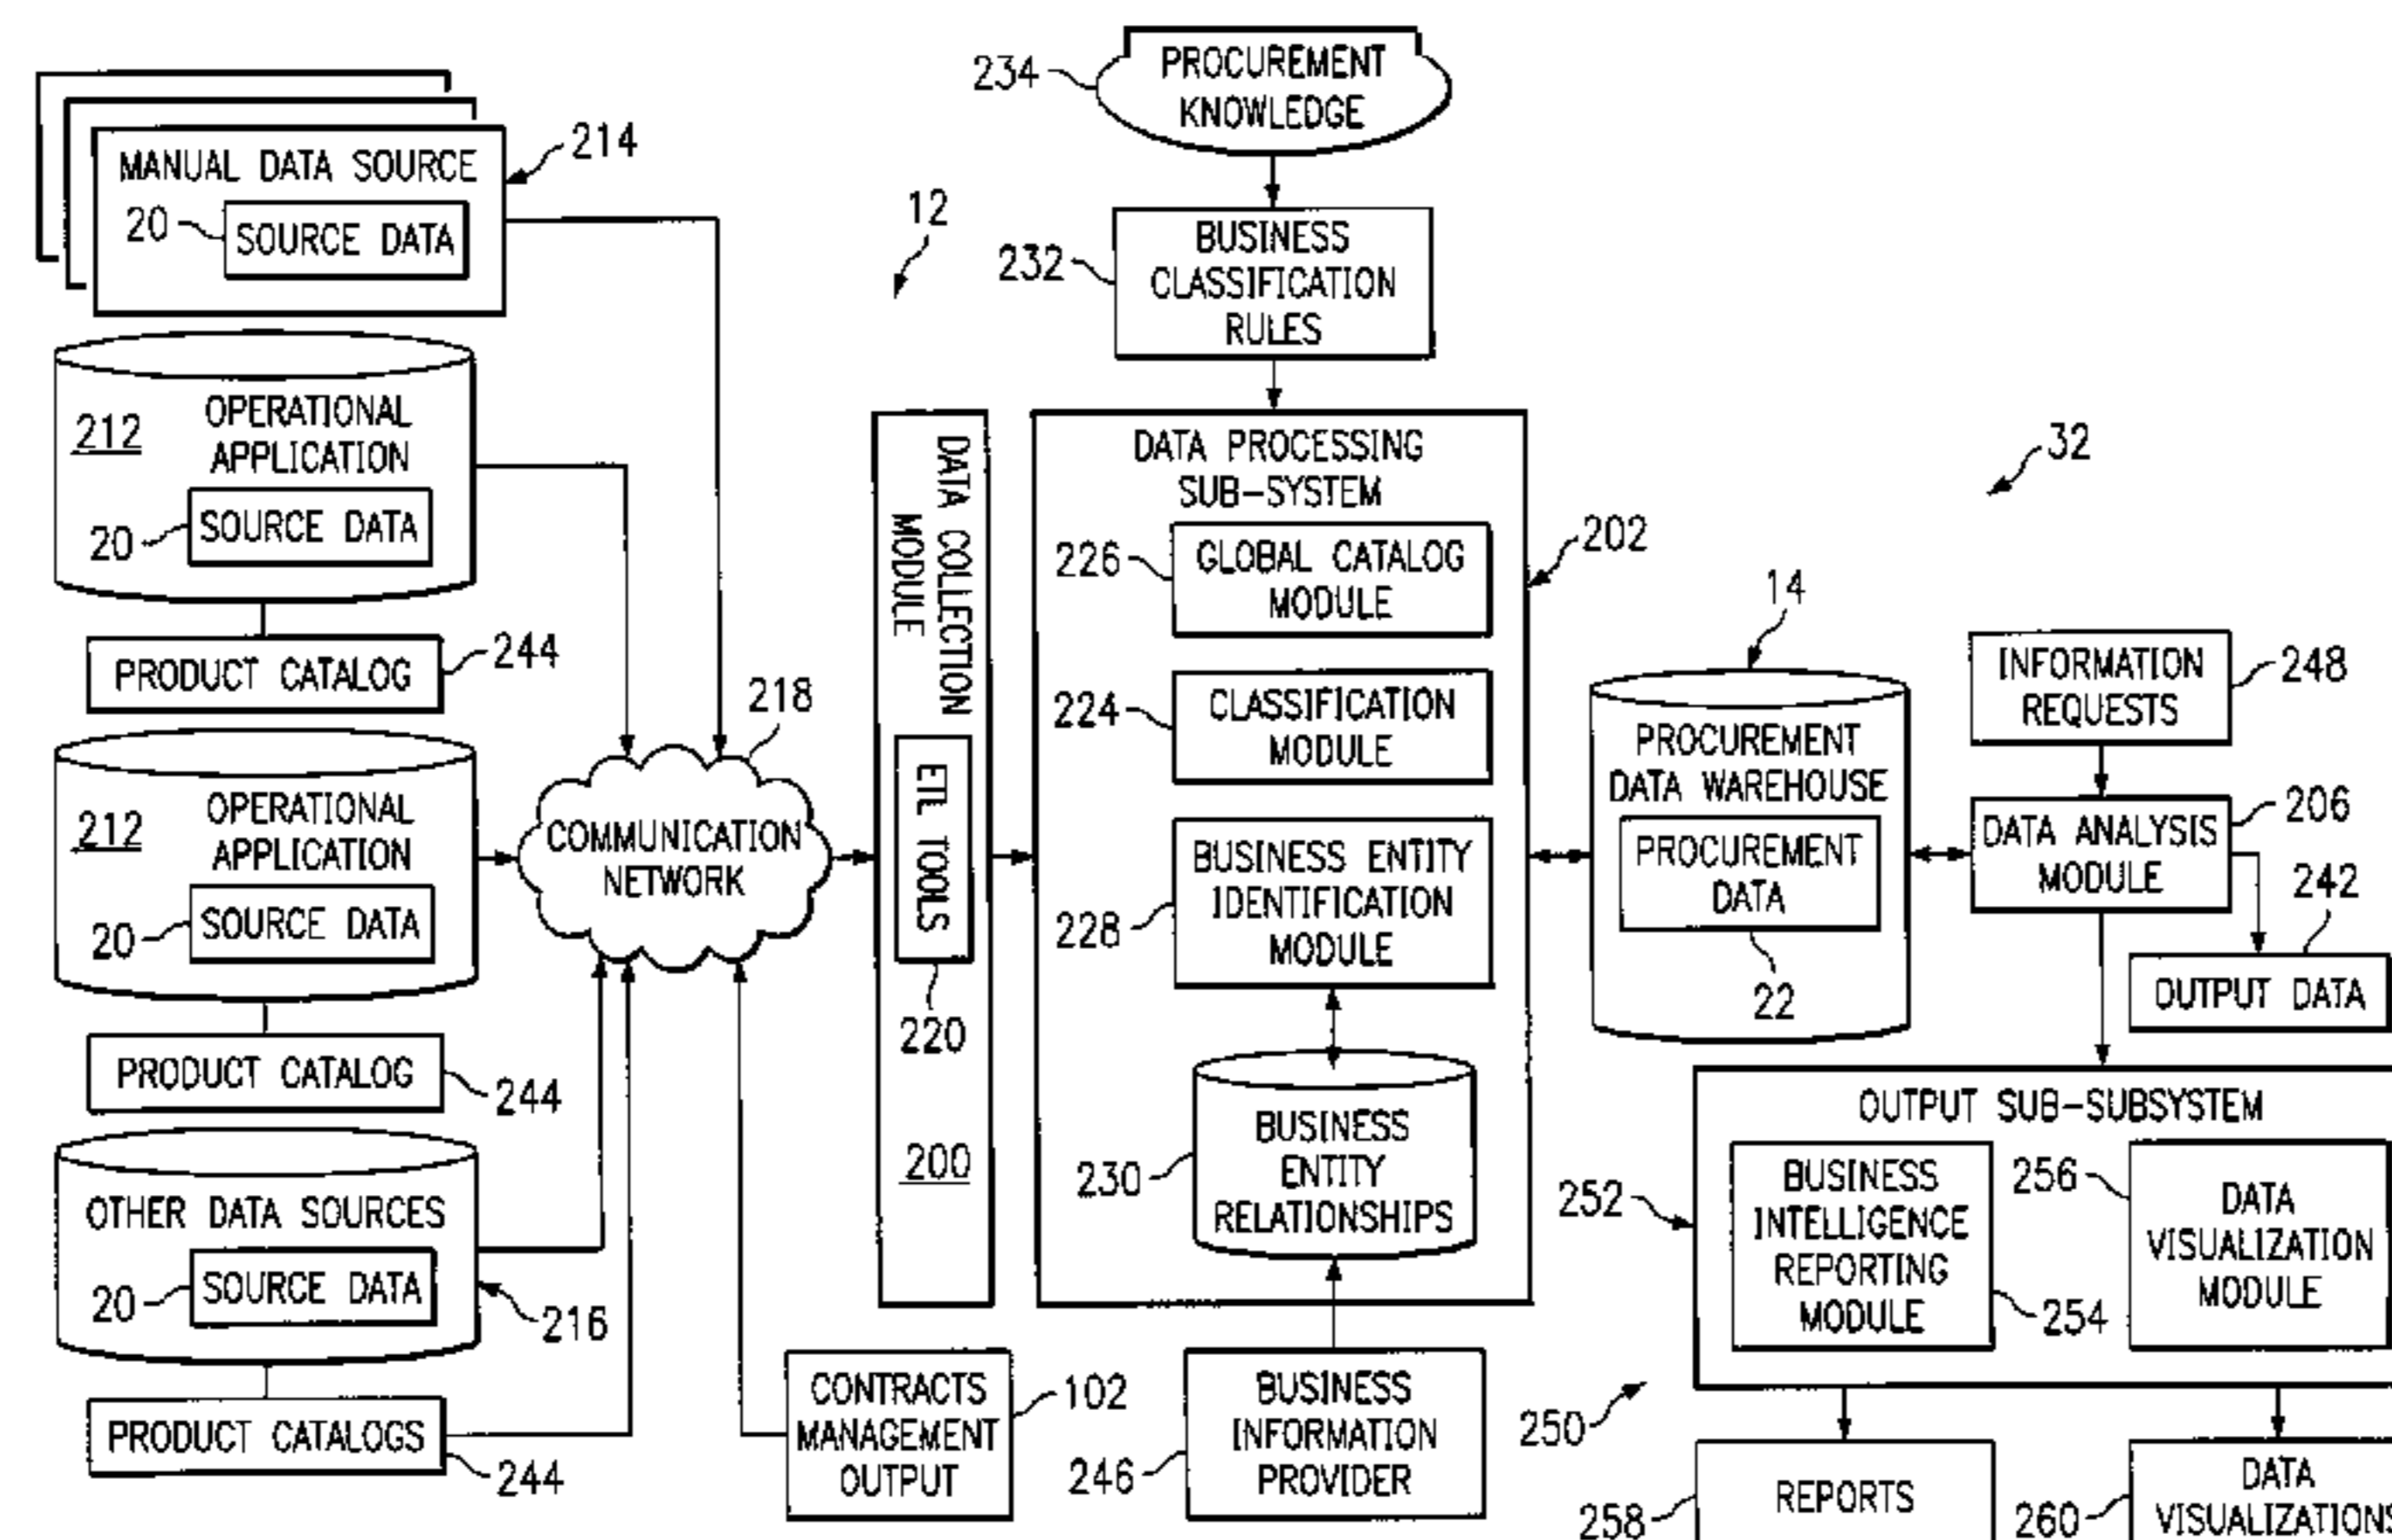 234
PROCUREMENT
KNOWLEDGE
214
MANUAL DATA SOURCE
20
SOURCE DATA
12
232
BUSINESS
CLASSIFICATION
RULES
212
OPERATIONAL
APPLICATION
20
SOURCE DATA
PRODUCT CATALOG
244
212
OPERATIONAL
APPLICATION
20
SOURCE DATA
PRODUCT CATALOG
244
OTHER DATA SOURCES
20
SOURCE DATA
216
PRODUCT CATALOGS
244
218
COMMUNICATION
NETWORK
CONTRACTS
MANAGEMENT
OUTPUT
102
DATA COLLECTION
MODULE
ETL TOOLS
220
200
DATA PROCESSING
SUB-SYSTEM
202
226
GLOBAL CATALOG
MODULE
224
CLASSIFICATION
MODULE
228
BUSINESS ENTITY
IDENTIFICATION
MODULE
230
BUSINESS
ENTITY
RELATIONSHIPS
246
BUSINESS
INFORMATION
PROVIDER
32
14
PROCUREMENT
DATA WAREHOUSE
PROCUREMENT
DATA
22
INFORMATION
REQUESTS
248
DATA ANALYSIS
MODULE
206
242
OUTPUT DATA
OUTPUT SUB-SUBSYSTEM
252
BUSINESS
INTELLIGENCE
REPORTING
MODULE
254
256
DATA
VISUALIZATION
MODULE
250
258
REPORTS
260
DATA
VISUALIZATIONS